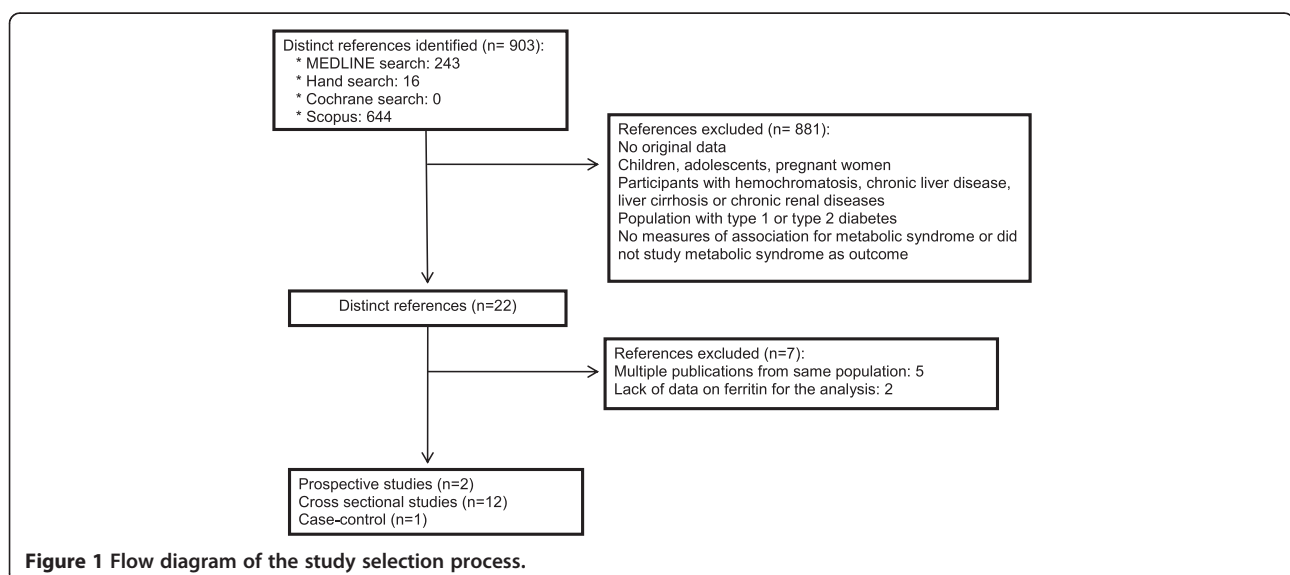 Distinct references identified (n= 903):
* MEDLINE search: 243
* Hand search: 16
* Cochrane search: 0
* Scopus: 644
References excluded (n= 881):
No original data
Children, adolescents, pregnant women
Participants with hemochromatosis, chronic liver disease,
liver cirrhosis or chronic renal diseases
Population with type 1 or type 2 diabetes
No measures of association for metabolic syndrome or did
not study metabolic syndrome as outcome
Distinct references (n=22)
References excluded (n=7):
Multiple publications from same population: 5
Lack of data on ferritin for the analysis: 2
Prospective studies (n=2)
Cross sectional studies (n=12)
Case-control (n=1)
Figure 1 Flow diagram of the study selection process.